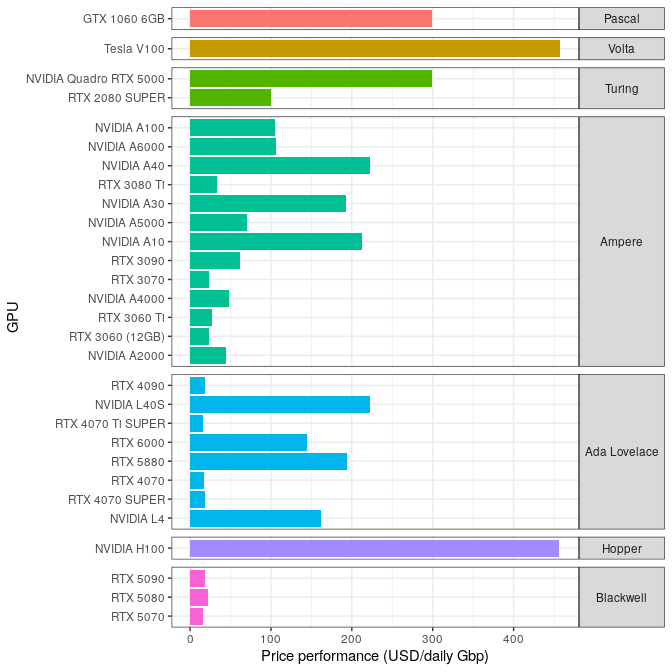 GTX 1060 6GB
Pascal
Tesla V100
Volta
NVIDIA Quadro RTX 5000
RTX 2080 SUPER
Turing
NVIDIA A100
NVIDIA A6000
NVIDIA A40
RTX 3080 Ti
NVIDIA A30
NVIDIA A5000
NVIDIA A10
RTX 3090
RTX 3070
NVIDIA A4000
RTX 3060 Ti
RTX 3060 (12GB)
NVIDIA A2000
Ampere
RTX 4090
NVIDIA L40S
RTX 4070 Ti SUPER
RTX 6000
RTX 5880
RTX 4070
RTX 4070 SUPER
NVIDIA L4
Ada Lovelace
NVIDIA H100
Hopper
RTX 5090
RTX 5080
RTX 5070
Blackwell
GPU
0 100 200 300 400
Price performance (USD/daily Gbp)